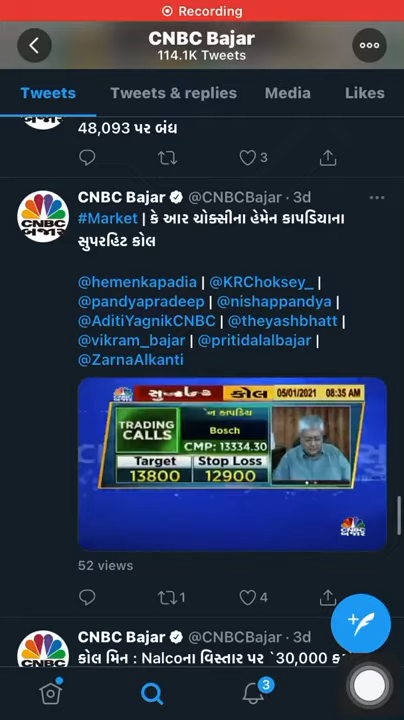 Recording
CNBC Bajar
114.1K Tweets
Tweets
Tweets & replies
Media
Likes
48,093 પર બંધ
3
CNBC Bajar @CNBCBajar · 3d
#Market | કે આર ચોક્સીના હેમેન કાપડિયાના
સુપરહિટ કોલ
@hemenkapadia | @KRChoksey_ |
@pandyapradeep | @nishappandya |
@AditiYagnikCNBC | @theyashbhatt |
@vikram_bajar | @pritidalalbajar |
@ZarnaAlkanti
કોલ
05/01/2021 08:35 AM
TRADING
CALLS
Bosch
CMP: 13334.30
Target
Stop Loss
13800
12900
બજાર
52 views
1
4
CNBC Bajar @CNBCBajar · 3d
કોલ મિન : Nalcoના વિસ્તાર પર `30,000
3